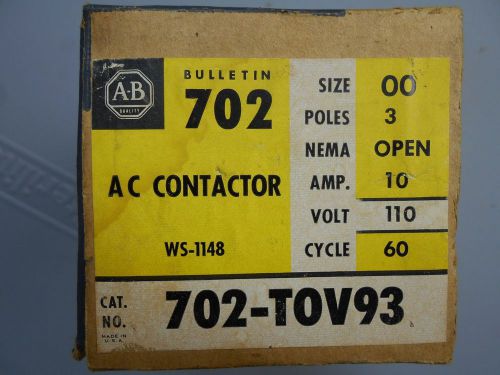 A-B
QUALITY
BULLETIN
702
AC CONTACTOR
WS-1148
SIZE 00
POLES 3
NEMA OPEN
AMP. 10
VOLT 110
CYCLE 60
CAT. NO. 702-TOV93
MADE IN
U.S.A.